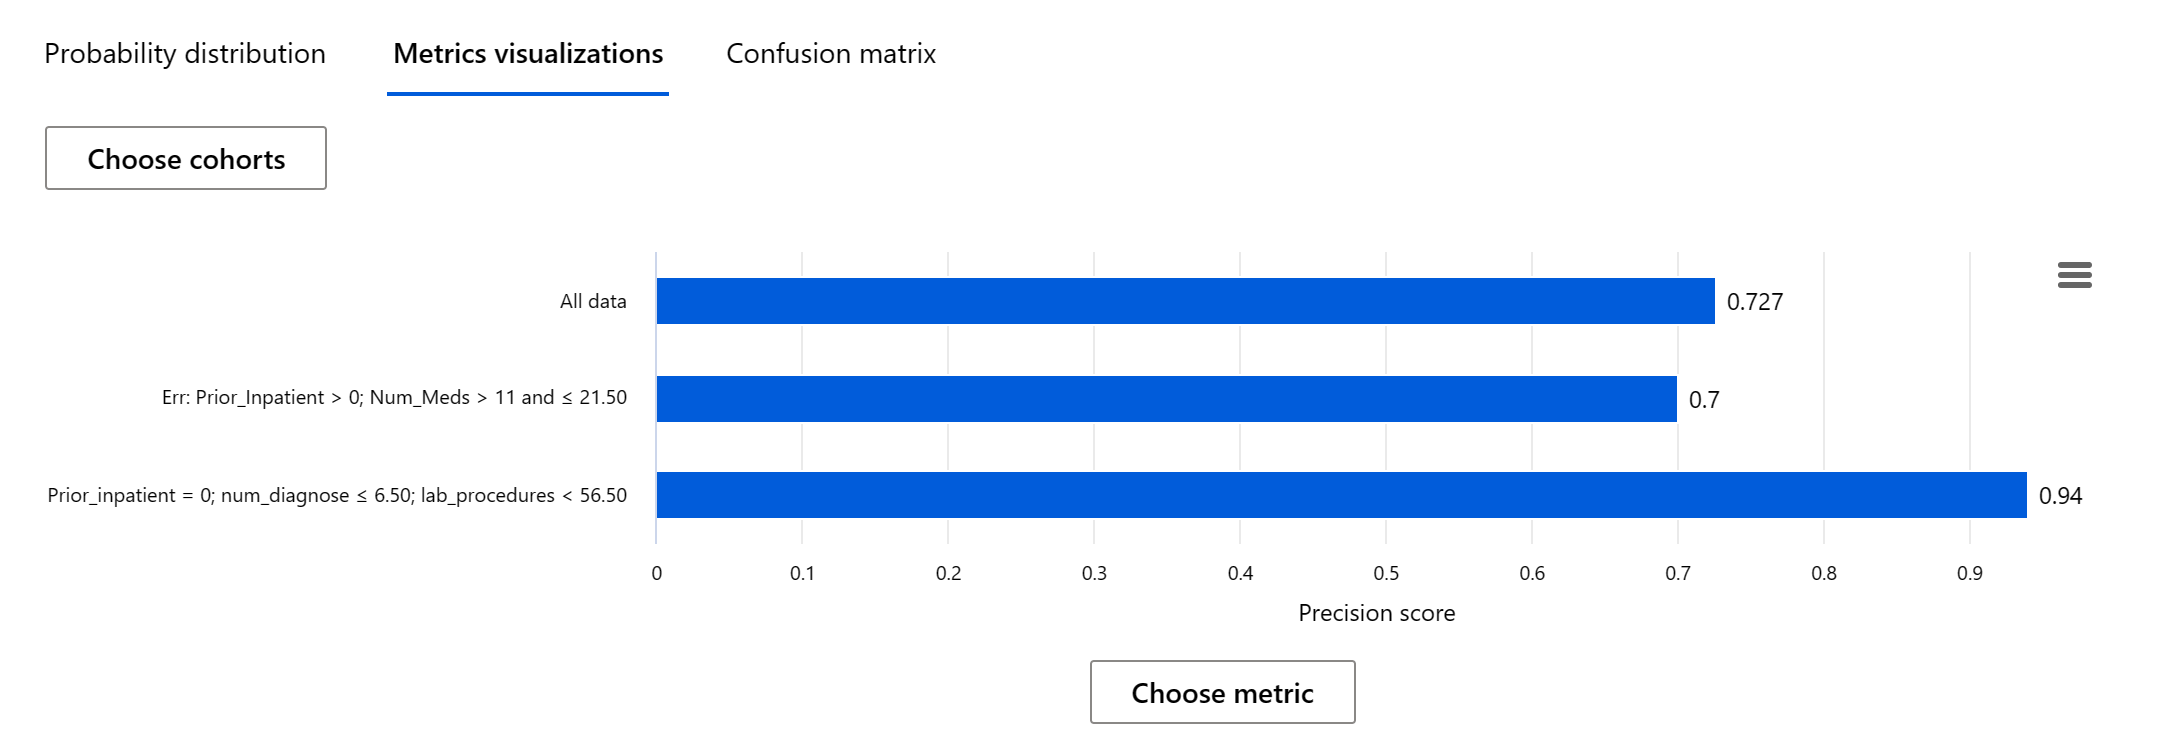 Probability distribution
Metrics visualizations
Confusion matrix
Choose cohorts
All data
0.727
Err: Prior_Inpatient > 0; Num_Meds > 11 and ≤ 21.50
0.7
Prior_inpatient = 0; num_diagnose ≤ 6.50; lab_procedures < 56.50
0.94
0 0.1 0.2 0.3 0.4 0.5 0.6 0.7 0.8 0.9
Precision score
Choose metric